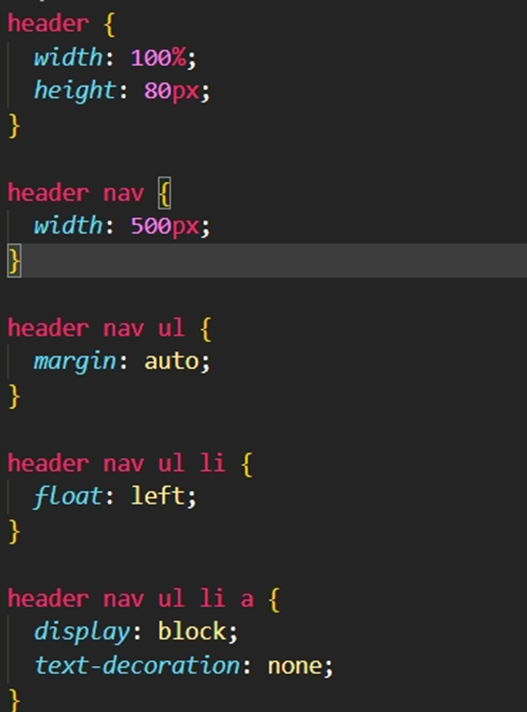 header {
  width: 100%;
  height: 80px;
}

header nav {
  width: 500px;
}

header nav ul {
  margin: auto;
}

header nav ul li {
  float: left;
}

header nav ul li a {
  display: block;
  text-decoration: none;
}